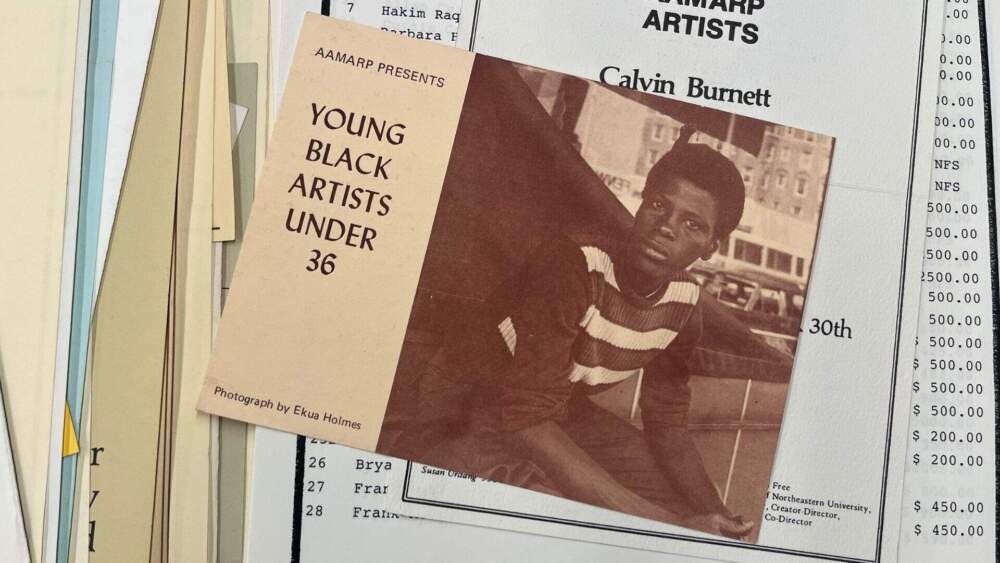 AAMARP PRESENTS
YOUNG
BLACK
ARTISTS
UNDER
36
Photograph by Ekua Holmes
7 Hakim Raq
Barbara
AAMARP
ARTISTS
Calvin Burnett
30th
Free
Northeastern University,
, Creator-Director,
Co-Director
Susan
26 Brya
27 Fran
28 Frank
.00
0.00
0.00
0.00
00.00
00.00
00.00
NFS
NFS
500.00
500.00
500.00
2500.00
500.00
500.00
$ 500.00
$ 500.00
$ 500.00
$ 500.00
$ 200.00
$ 200.00
$ 450.00
$ 450.00
r
y
d